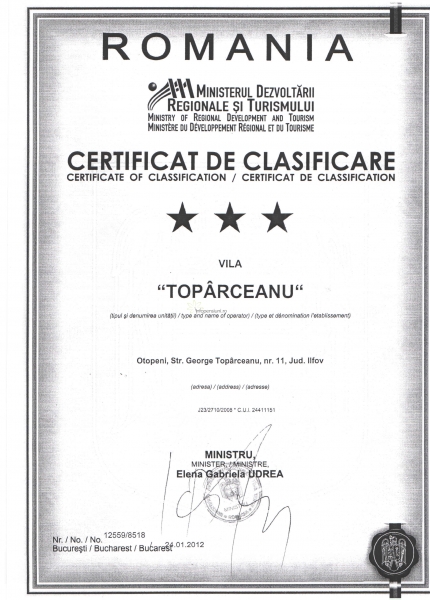 ROMANIA
MINISTERUL DEZVOLTĂRII
REGIONALE ȘI TURISMULUI
MINISTRY OF REGIONAL DEVELOPMENT AND TOURISM
MINISTÈRE DU DÉVELOPPEMENT RÉGIONAL ET DU TOURISME
CERTIFICAT DE CLASIFICARE
CERTIFICATE OF CLASSIFICATION / CERTIFICAT DE CLASSIFICATION
VILA
"TOPÂRCEANU"
(tipul și denumirea unității) / type and name of operator) / (type et dénomination l'etablisement)
Otopeni, Str. George Topârceanu, nr. 11, Jud. Ilfov
(adresa) / (address) / (adresse)
J23/2710/2008 * C.U.I. 24411151
MINISTRU,
MINISTER, / MINISTRE,
Elena Gabriela UDREA
Nr. / No. / No. 12559/8518
București / Bucharest / Bucarest 24.01.2012